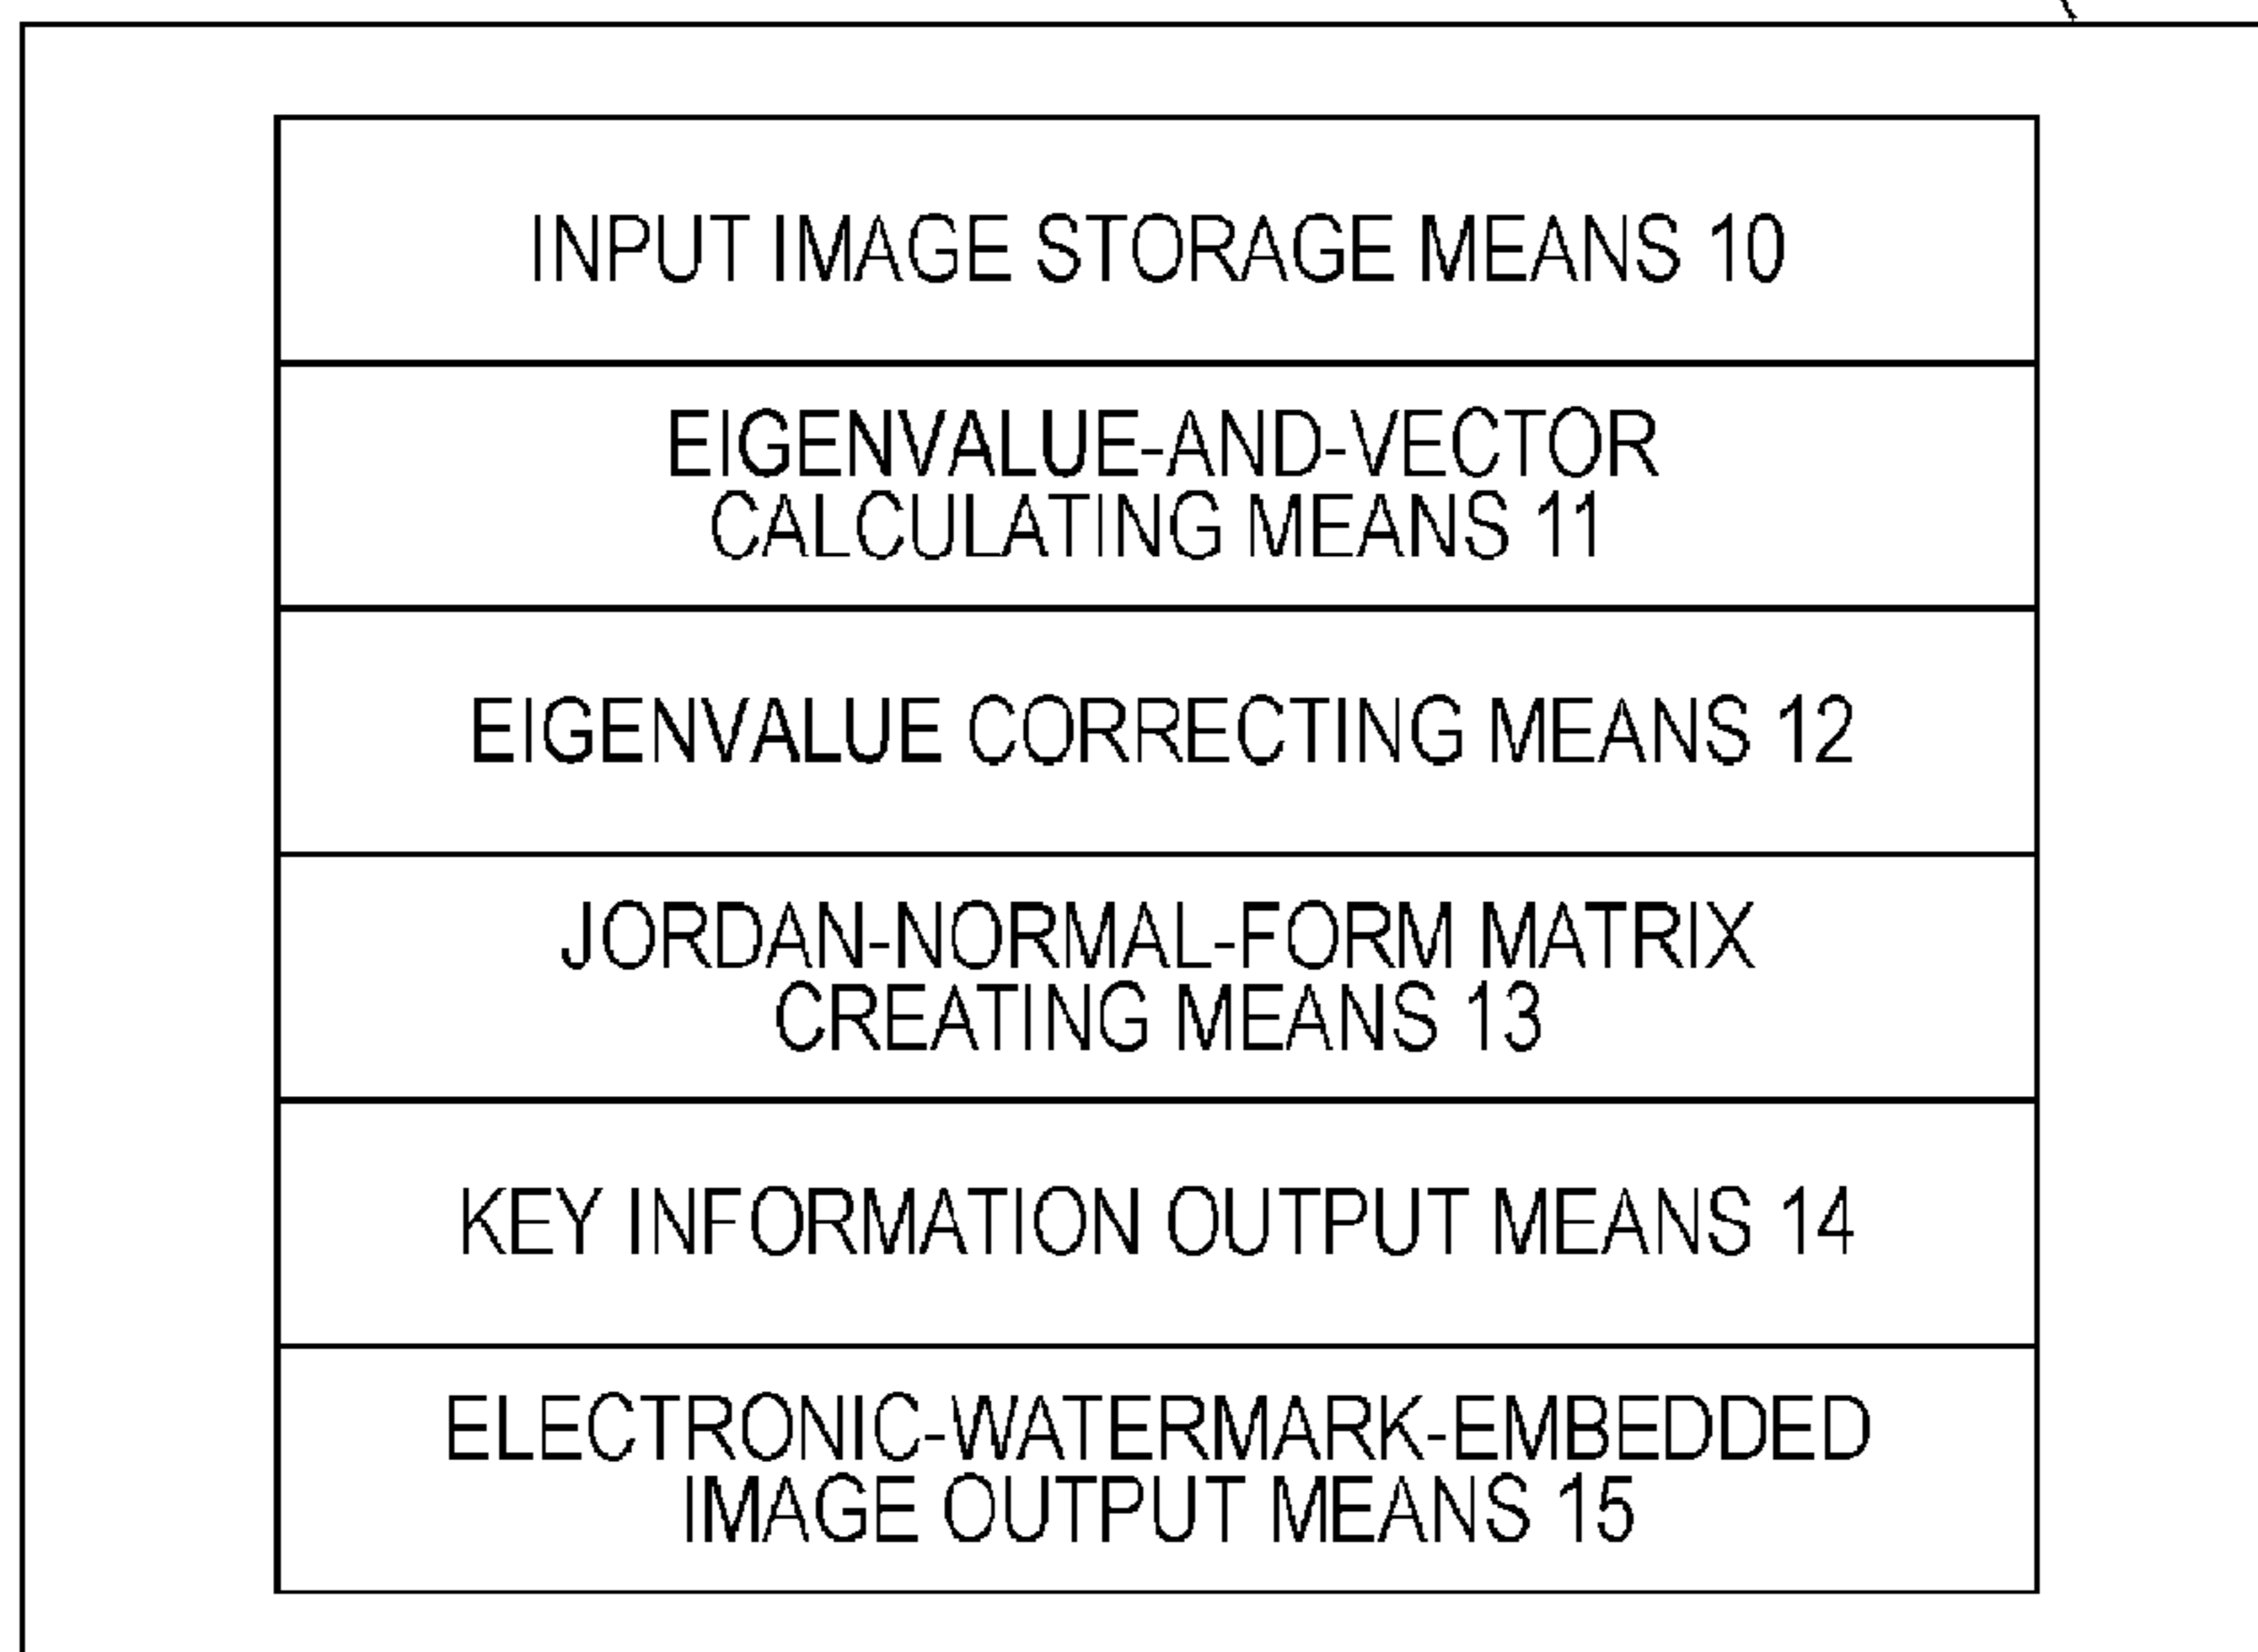 INPUT IMAGE STORAGE MEANS 10
EIGENVALUE-AND-VECTOR
CALCULATING MEANS 11
EIGENVALUE CORRECTING MEANS 12
JORDAN-NORMAL-FORM MATRIX
CREATING MEANS 13
KEY INFORMATION OUTPUT MEANS 14
ELECTRONIC-WATERMARK-EMBEDDED
IMAGE OUTPUT MEANS 15